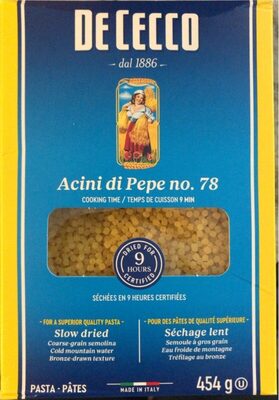 DE CECCO
dal 1886
Acini di Pepe no. 78
COOKING TIME / TEMPS DE CUISSON 9 MIN
DRIED FOR
9
HOURS
CERTIFIED
SÉCHÉES EN 9 HEURES CERTIFIÉES
- FOR A SUPERIOR QUALITY PASTA -
Slow dried
Coarse-grain semolina
Cold mountain water
Bronze-drawn texture
- POUR DES PÂTES DE QUALITÉ SUPÉRIEURE -
Séchage lent
Semoule à gros grain
Eau froide de montagne
Tréfilage au bronze
PASTA - PÂTES
MADE IN ITALY
454 g U